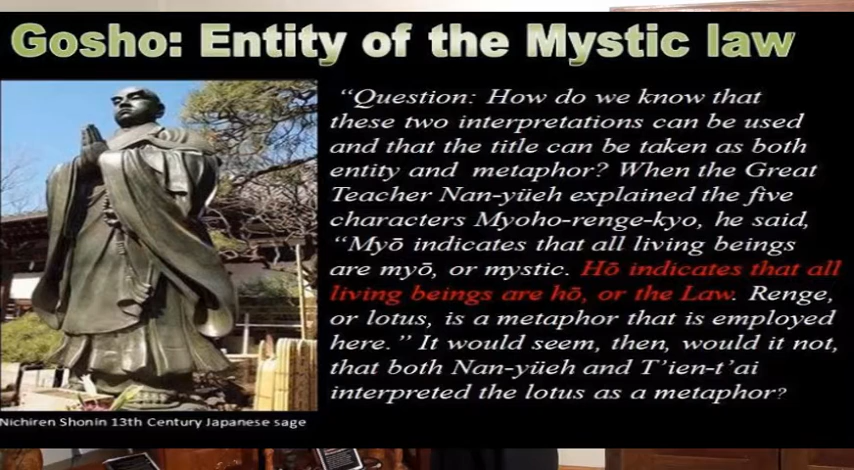 Gosho: Entity of the Mystic law
“Question: How do we know that
these two interpretations can be used
and that the title can be taken as both
entity and metaphor? When the Great
Teacher Nan-yüeh explained the five
characters Myoho-renge-kyo, he said,
“Myō indicates that all living beings
are myō, or mystic. Hō indicates that all
living beings are hō, or the Law. Renge,
or lotus, is a metaphor that is employed
here.” It would seem, then, would it not,
that both Nan-yüeh and T’ien-t’ai
interpreted the lotus as a metaphor?
Nichiren Shonin 13th Century Japanese sage